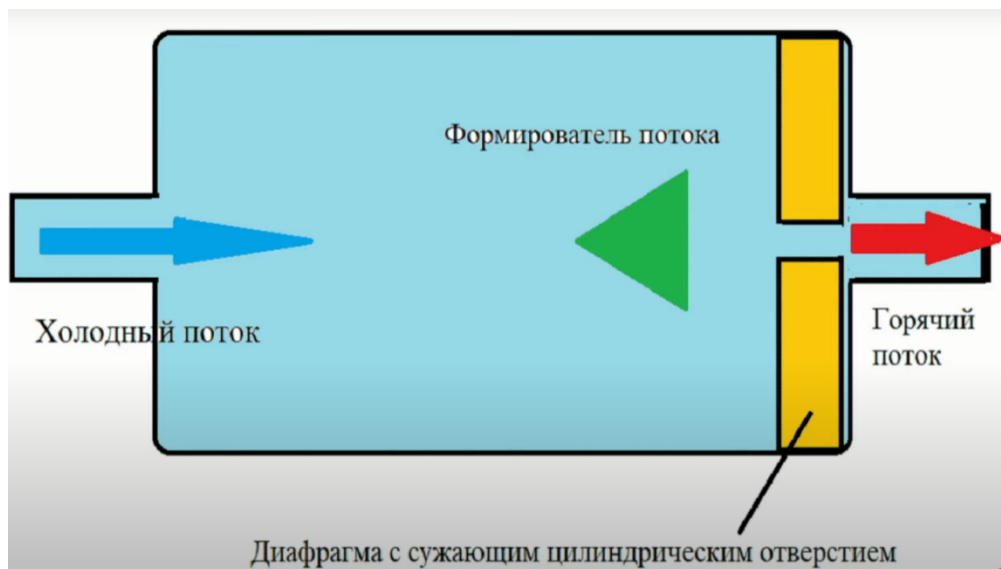 Формирователь потока
Холодный поток
Горячий
поток
Диафрагма с сужающим цилиндрическим отверстием